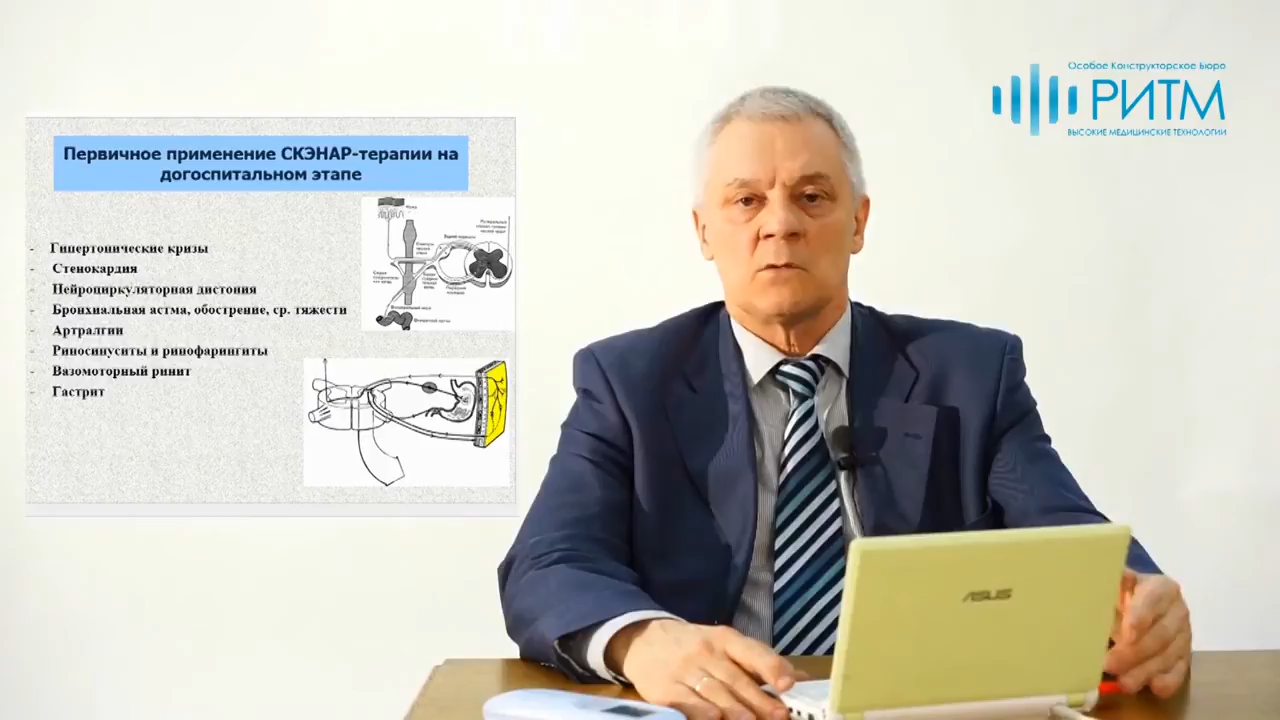 Особое Конструкторское Бюро
РИТМ
ВЫСОКИЕ МЕДИЦИНСКИЕ ТЕХНОЛОГИИ
Первичное применение СКЭНАР-терапии на
догоспитальном этапе
- Гипертонические кризы
- Стенокардия
- Нейроциркуляторная дистония
- Бронхиальная астма, обострение, ср. тяжести
- Артралгии
- Риносинуситы и ринофарингиты
- Вазомоторный ринит
- Гастрит
Кожа
ASUS